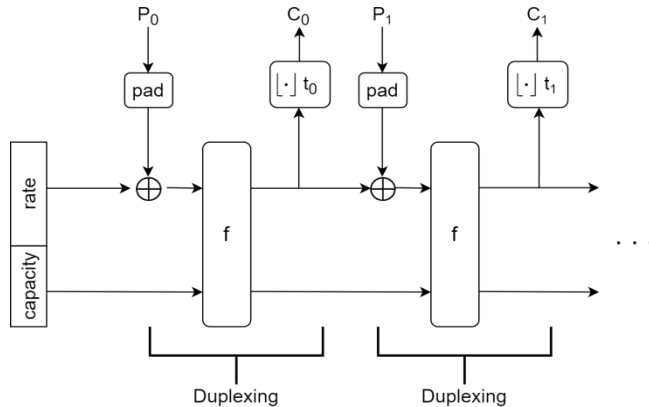 P0 C0 P1 C1
pad ⌊·⌋ t0 pad ⌊·⌋ t1
rate
f f
. . .
capacity
Duplexing Duplexing